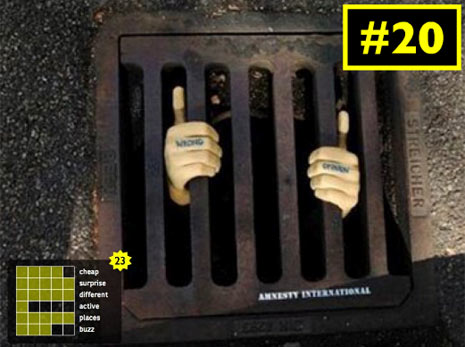 #20
WRONG
OPINION
AMNESTY INTERNATIONAL
23
cheap
surprise
different
active
places
buzz